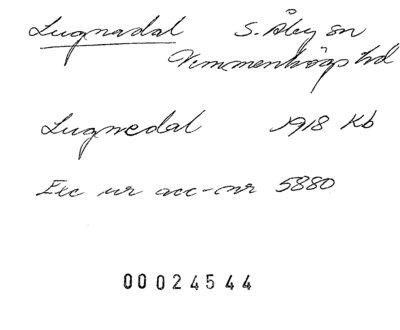 Lugnadal S. Åby sn
Vemmenhögs hd
Lugnedal 1918 Kb
Exc ur acc-nr 5880
00024544